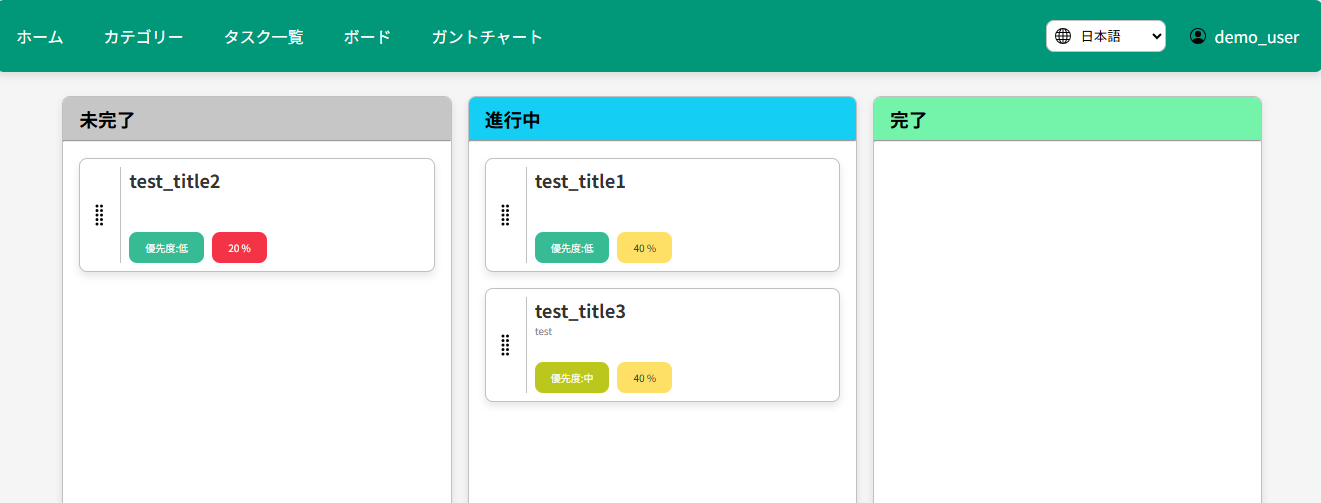 ホーム カテゴリー タスク一覧 ボード ガントチャート 日本語 demo_user
未完了
test_title2
優先度:低 20 %
進行中
test_title1
優先度:低 40 %
test_title3
test
優先度:中 40 %
完了